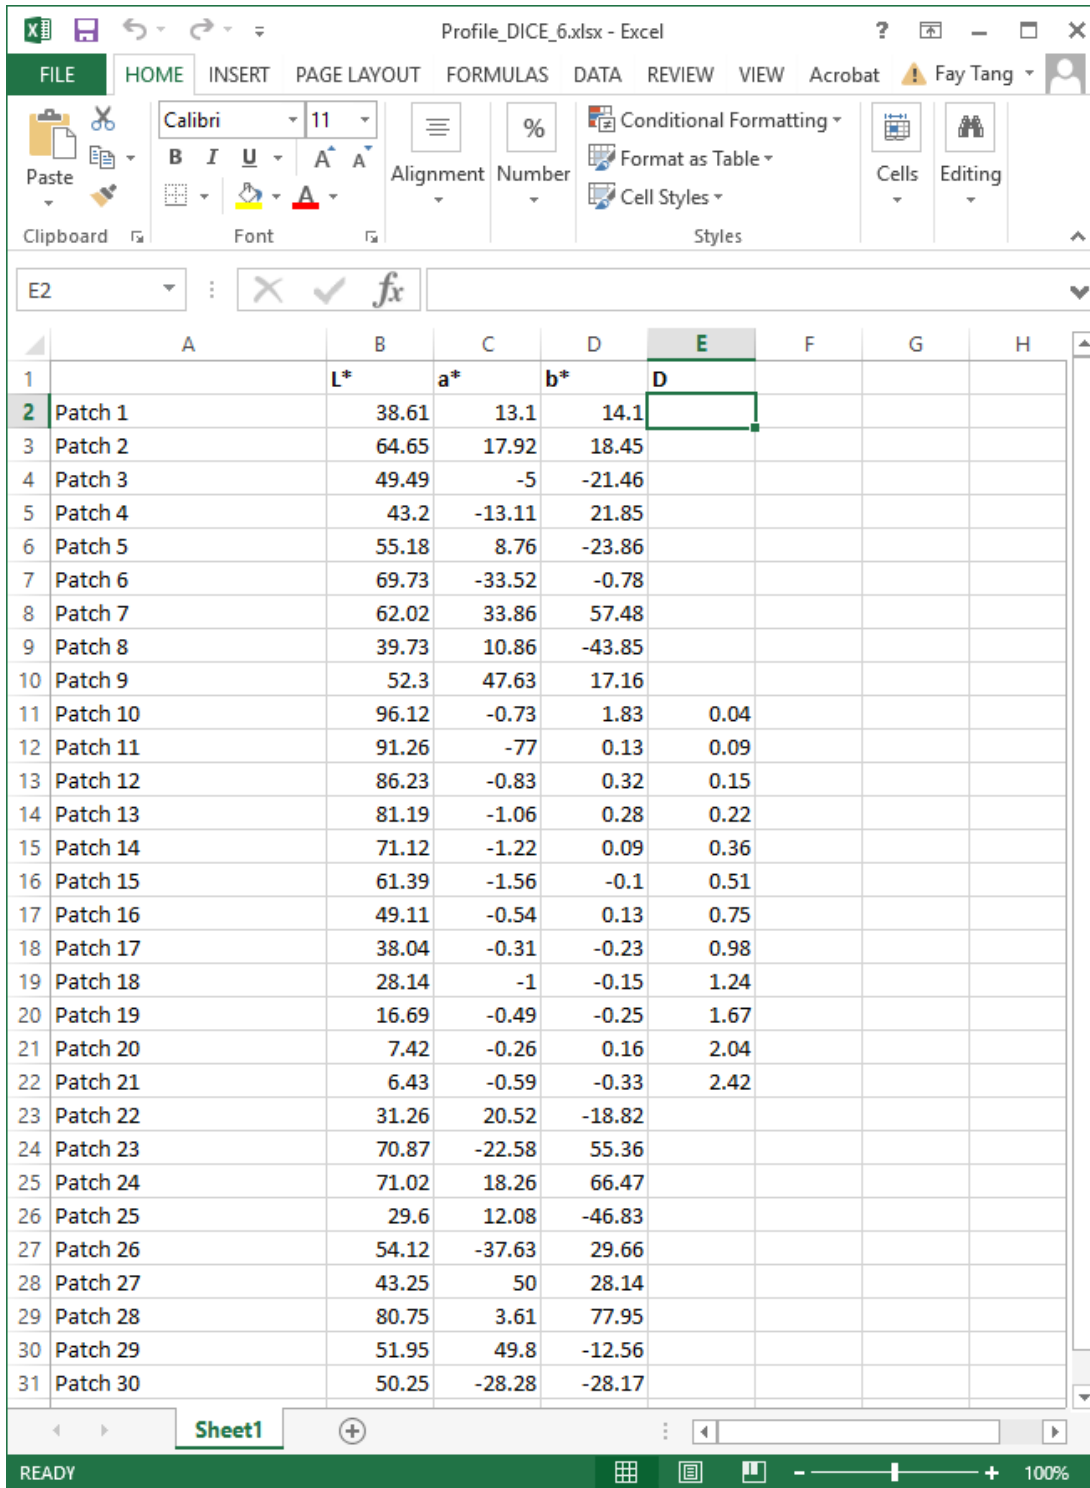 Profile_DICE_6.xlsx - Excel ?
FILE HOME INSERT PAGE LAYOUT FORMULAS DATA REVIEW VIEW Acrobat Fay Tang
Calibri 11 % Conditional Formatting
Paste B I U A A Alignment Number Format as Table Cells Editing
A Cell Styles
Clipboard Font Styles
E2 fx
A B C D E F G H
1 L* a* b* D
2 Patch 1 38.61 13.1 14.1
3 Patch 2 64.65 17.92 18.45
4 Patch 3 49.49 -5 -21.46
5 Patch 4 43.2 -13.11 21.85
6 Patch 5 55.18 8.76 -23.86
7 Patch 6 69.73 -33.52 -0.78
8 Patch 7 62.02 33.86 57.48
9 Patch 8 39.73 10.86 -43.85
10 Patch 9 52.3 47.63 17.16
11 Patch 10 96.12 -0.73 1.83 0.04
12 Patch 11 91.26 -77 0.13 0.09
13 Patch 12 86.23 -0.83 0.32 0.15
14 Patch 13 81.19 -1.06 0.28 0.22
15 Patch 14 71.12 -1.22 0.09 0.36
16 Patch 15 61.39 -1.56 -0.1 0.51
17 Patch 16 49.11 -0.54 0.13 0.75
18 Patch 17 38.04 -0.31 -0.23 0.98
19 Patch 18 28.14 -1 -0.15 1.24
20 Patch 19 16.69 -0.49 -0.25 1.67
21 Patch 20 7.42 -0.26 0.16 2.04
22 Patch 21 6.43 -0.59 -0.33 2.42
23 Patch 22 31.26 20.52 -18.82
24 Patch 23 70.87 -22.58 55.36
25 Patch 24 71.02 18.26 66.47
26 Patch 25 29.6 12.08 -46.83
27 Patch 26 54.12 -37.63 29.66
28 Patch 27 43.25 50 28.14
29 Patch 28 80.75 3.61 77.95
30 Patch 29 51.95 49.8 -12.56
31 Patch 30 50.25 -28.28 -28.17
Sheet1
READY 100%